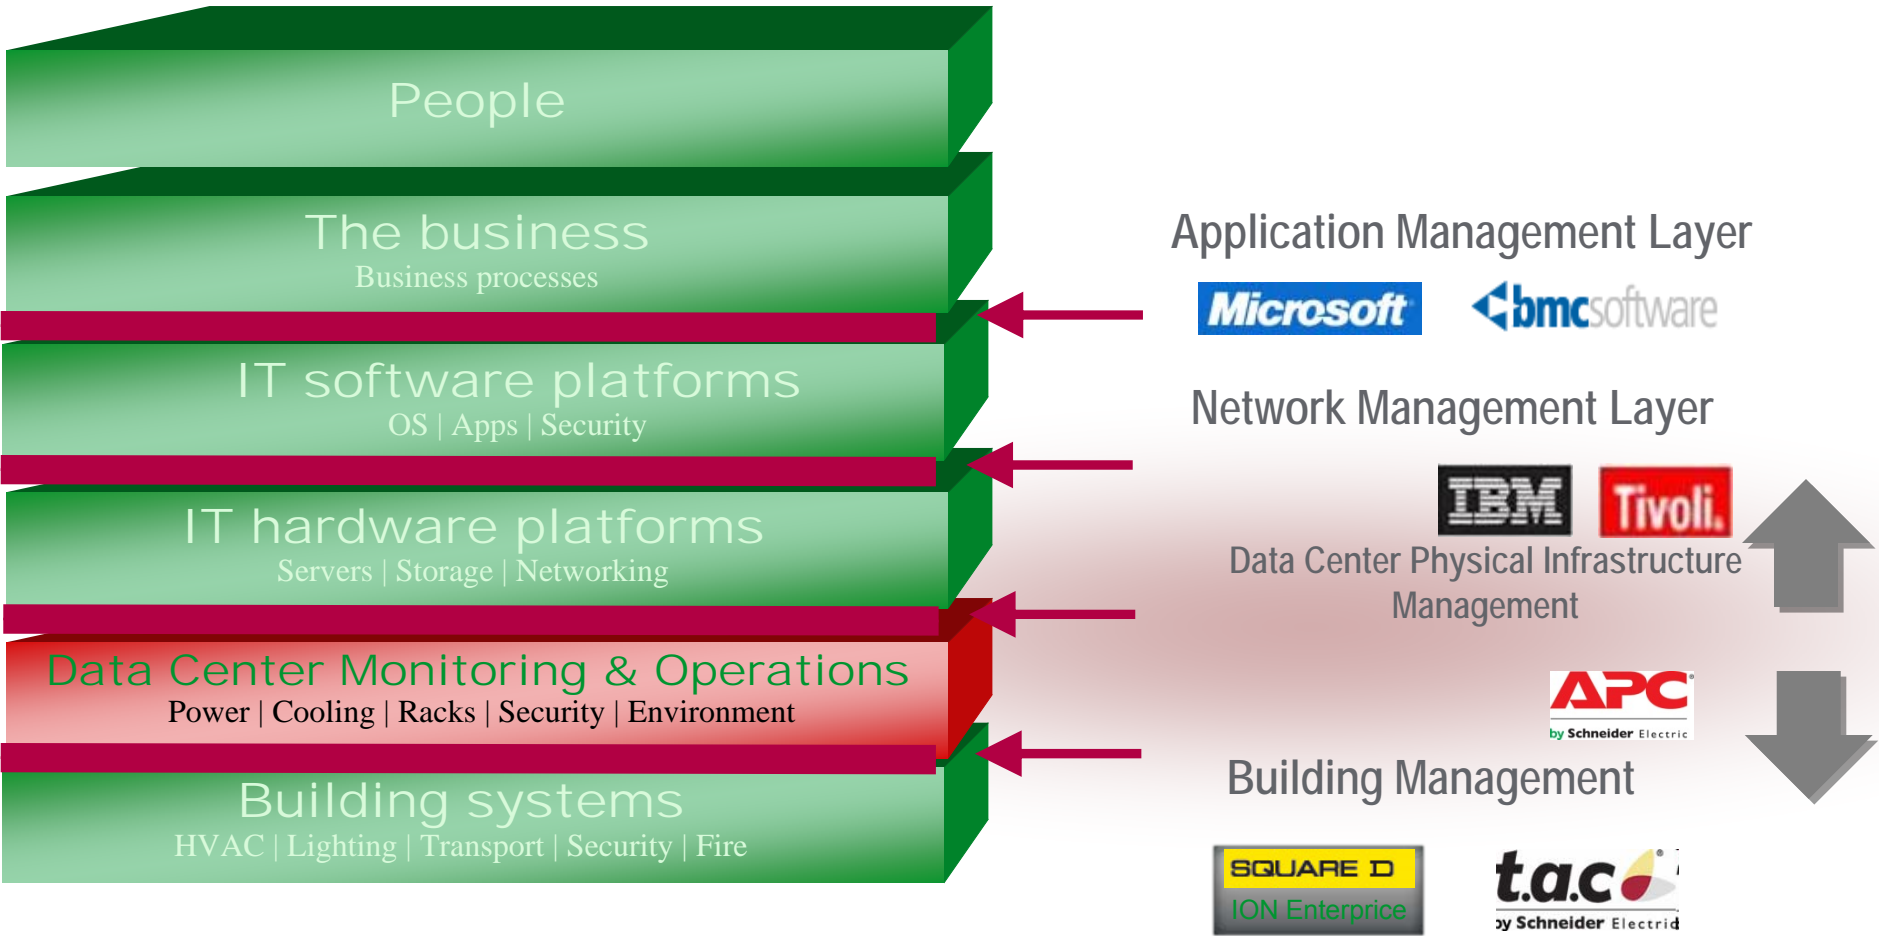 People
The business
Business processes
IT software platforms
OS | Apps | Security
IT hardware platforms
Servers | Storage | Networking
Data Center Monitoring & Operations
Power | Cooling | Racks | Security | Environment
Building systems
HVAC | Lighting | Transport | Security | Fire
Application Management Layer
Microsoft bmcsoftware
Network Management Layer
IBM Tivoli.
Data Center Physical Infrastructure
Management
APC®
by Schneider Electric
Building Management
SQUARE D
ION Enterprice
t.a.c®
by Schneider Electric